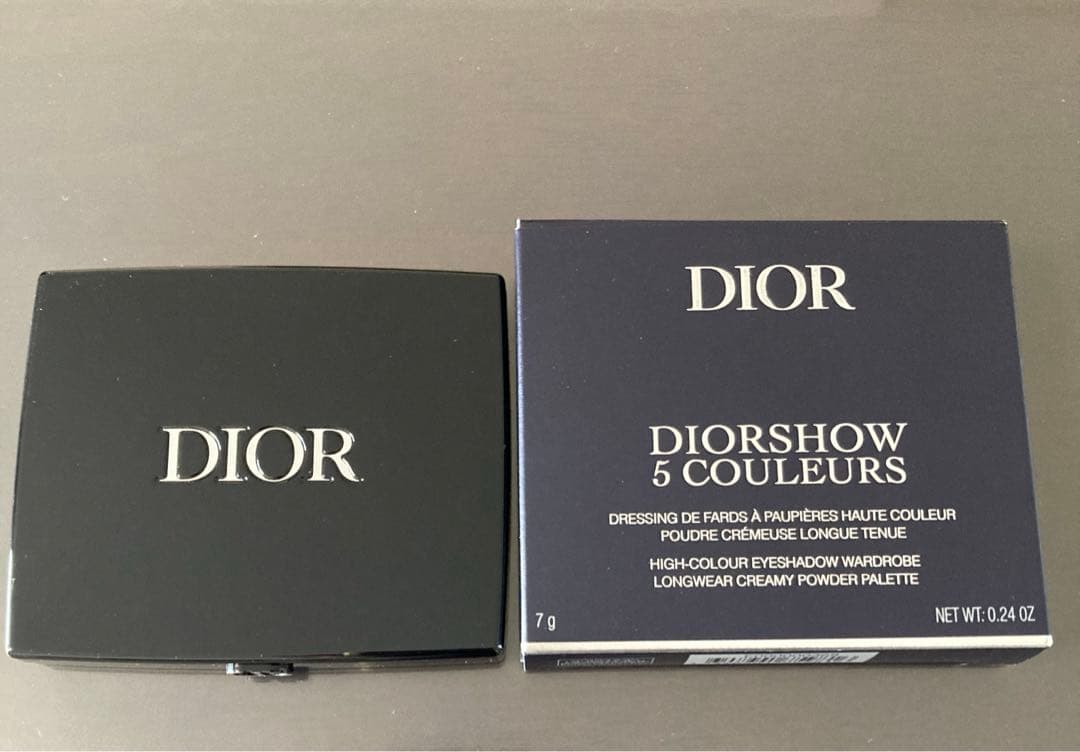 DIOR
DIOR
DIORSHOW
5 COULEURS
DRESSING DE FARDS À PAUPIÈRES HAUTE COULEUR
POUDRE CRÉMEUSE LONGUE TENUE
HIGH-COLOUR EYESHADOW WARDROBE
LONGWEAR CREAMY POWDER PALETTE
7 g
NET WT: 0.24 OZ